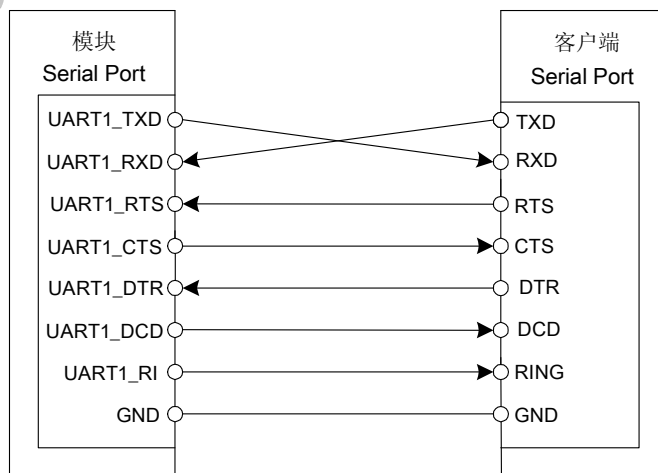 模块
Serial Port
UART1_TXD
UART1_RXD
UART1_RTS
UART1_CTS
UART1_DTR
UART1_DCD
UART1_RI
GND
客户端
Serial Port
TXD
RXD
RTS
CTS
DTR
DCD
RING
GND